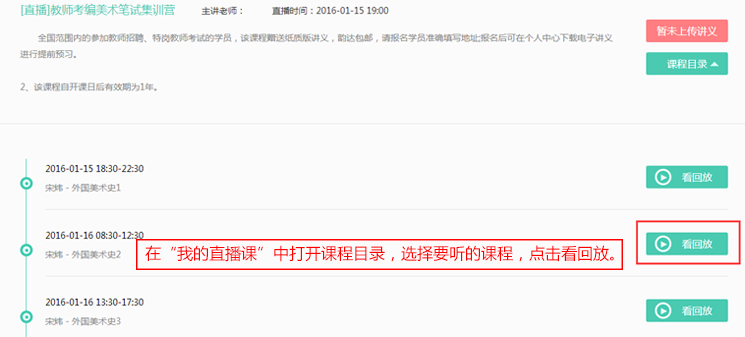 [直播]教师考编美术笔试集训营 主讲老师： 直播时间：2016-01-15 19:00
全国范围内的参加教师招聘、特岗教师考试的学员，该课程赠送纸质版讲义，韵达包邮，请报名学员准确填写地址;报名后可在个人中心下载电子讲义
进行提前预习。
2、该课程自开课日后有效期为1年。
暂未上传讲义
课程目录
2016-01-15 18:30-22:30
宋炜 - 外国美术史1
看回放
2016-01-16 08:30-12:30
宋炜 - 外国美术史2
看回放
在“我的直播课”中打开课程目录，选择要听的课程，点击看回放。
2016-01-16 13:30-17:30
宋炜 - 外国美术史3
看回放